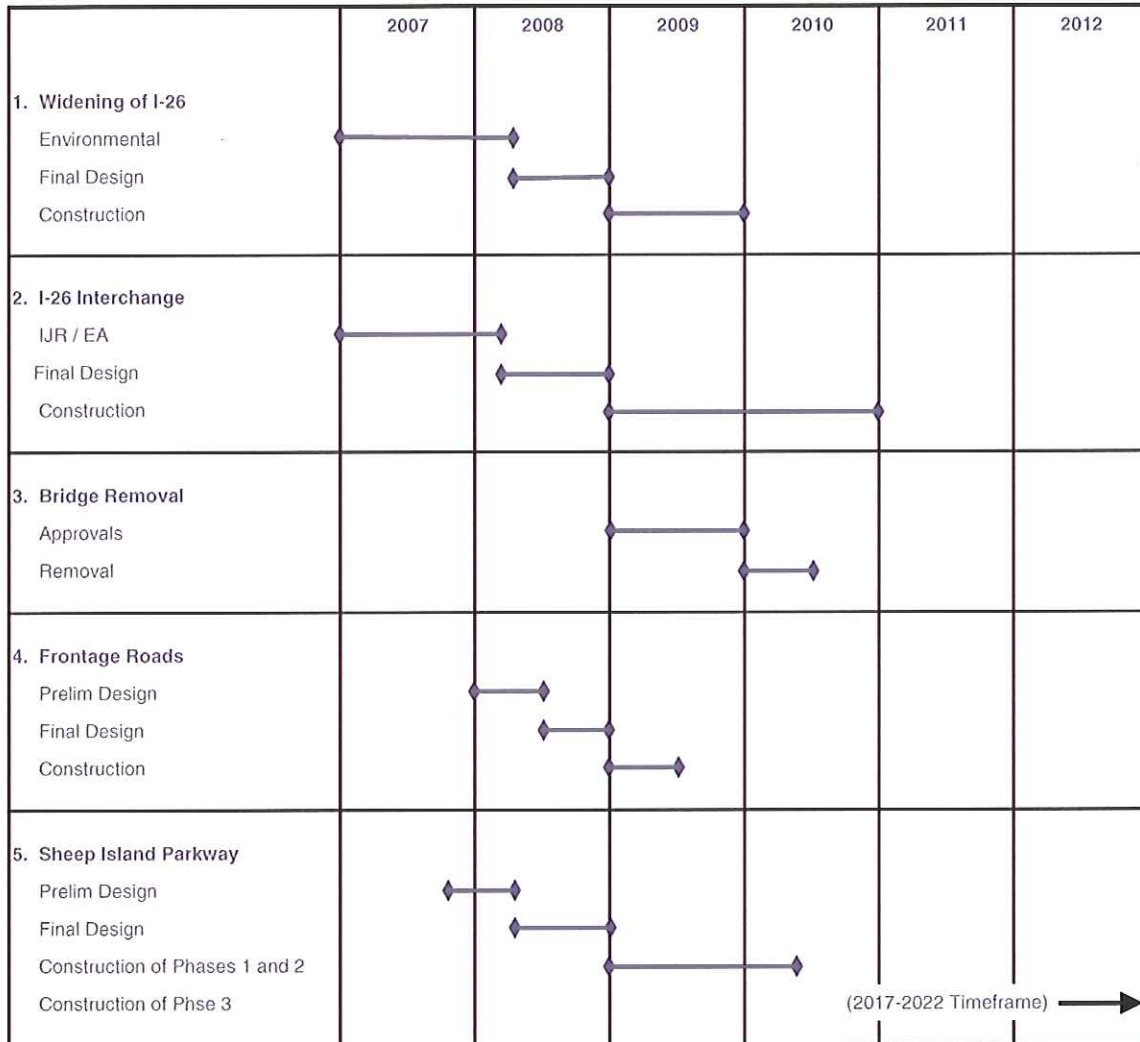 2007 2008 2009 2010 2011 2012
1. Widening of I-26
Environmental
Final Design
Construction
2. I-26 Interchange
IJR / EA
Final Design
Construction
3. Bridge Removal
Approvals
Removal
4. Frontage Roads
Prelim Design
Final Design
Construction
5. Sheep Island Parkway
Prelim Design
Final Design
Construction of Phases 1 and 2
Construction of Phse 3 (2017-2022 Timeframe)